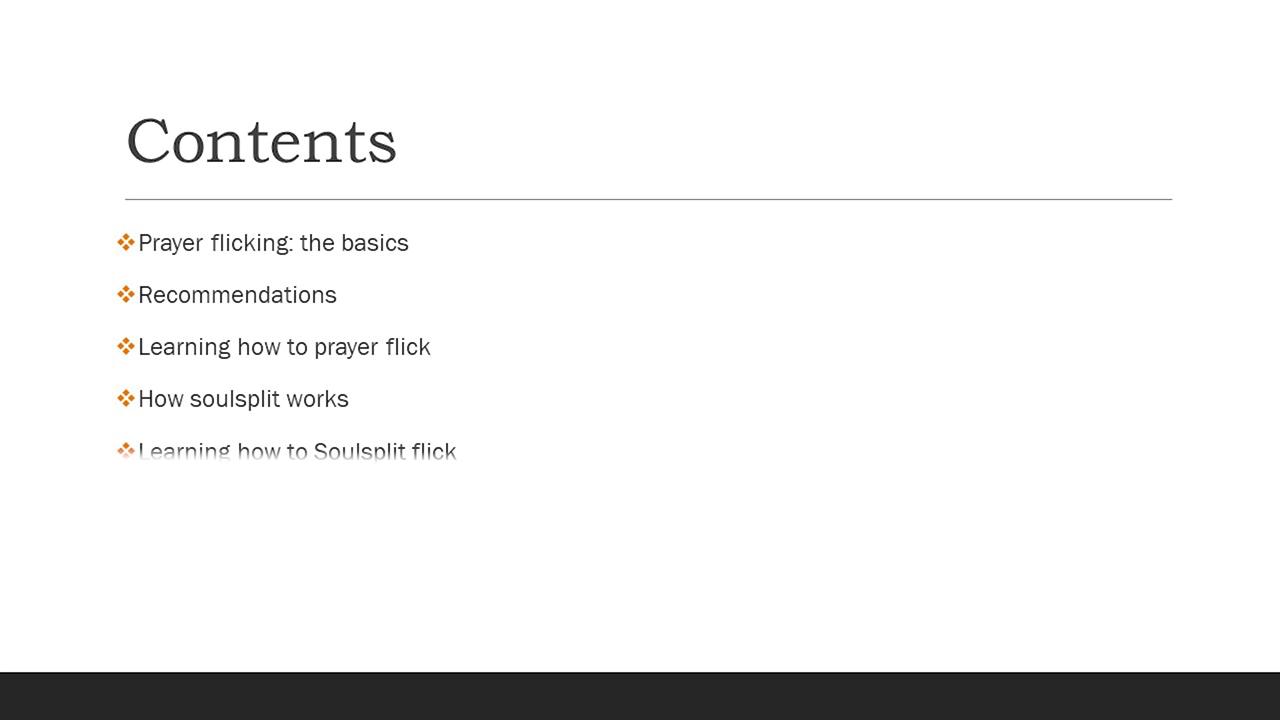 Contents
Prayer flicking: the basics
Recommendations
Learning how to prayer flick
How soulsplit works
Learning how to Soulsplit flick